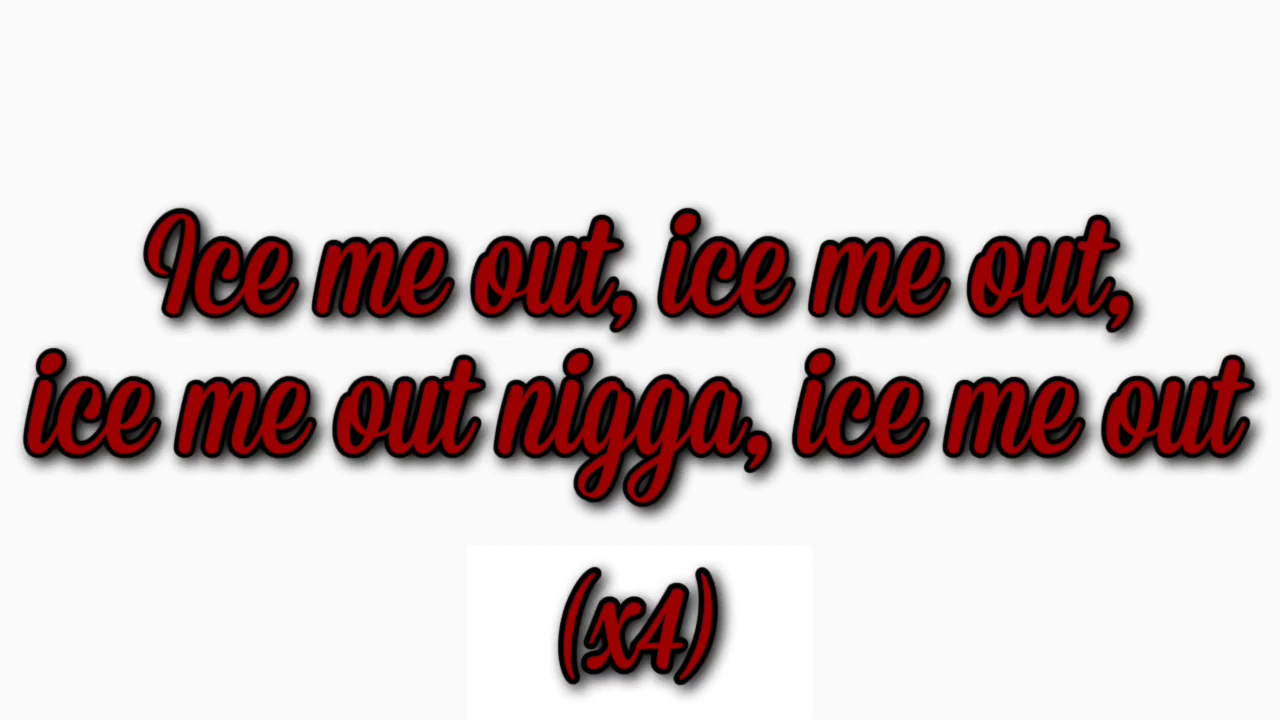 Ice me out, ice me out,
ice me out nigga, ice me out
(x4)